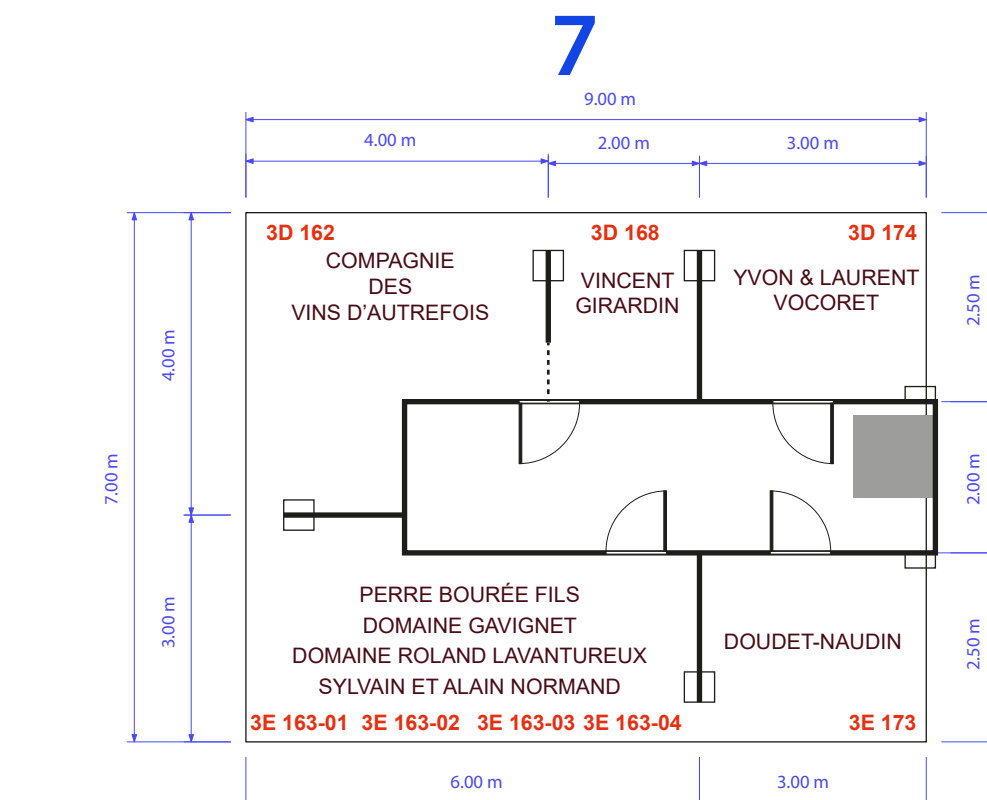 7
9.00 m
4.00 m
2.00 m
3.00 m
3D 162
3D 168
3D 174
COMPAGNIE
DES
VINS D'AUTREFOIS
VINCENT
GIRARDIN
YVON & LAURENT
VOCORET
2.50 m
4.00 m
7.00 m
2.00 m
3.00 m
2.50 m
PERRE BOURÉE FILS
DOMAINE GAVIGNET
DOMAINE ROLAND LAVANTUREUX
SYLVAIN ET ALAIN NORMAND
DOUDET-NAUDIN
3E 163-01 3E 163-02 3E 163-03 3E 163-04
3E 173
6.00 m
3.00 m